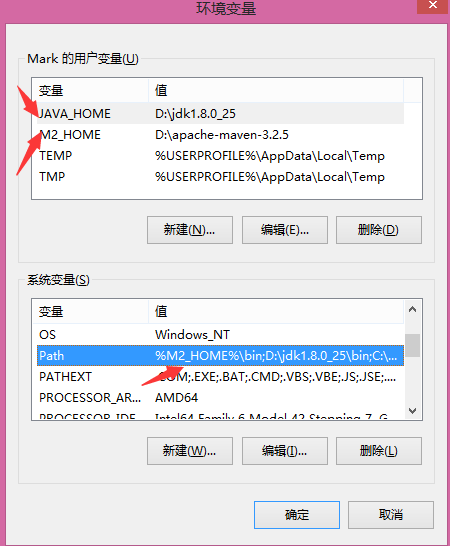 环境变量
Mark 的用户变量(U)
变量 值
JAVA_HOME D:\jdk1.8.0_25
M2_HOME D:\apache-maven-3.2.5
TEMP %USERPROFILE%\AppData\Local\Temp
TMP %USERPROFILE%\AppData\Local\Temp
新建(N)... 编辑(E)... 删除(D)
系统变量(S)
变量 值
OS Windows_NT
Path %M2_HOME%\bin;D:\jdk1.8.0_25\bin;C:\...
PATHEXT .COM;.EXE;.BAT;.CMD;.VBS;.VBE;.JS;.JSE;....
PROCESSOR_AR... AMD64
PROCESSOR_IDE Intel64 Family 6 Model 42 Stepping 7, G
新建(W)... 编辑(I)... 删除(L)
确定 取消